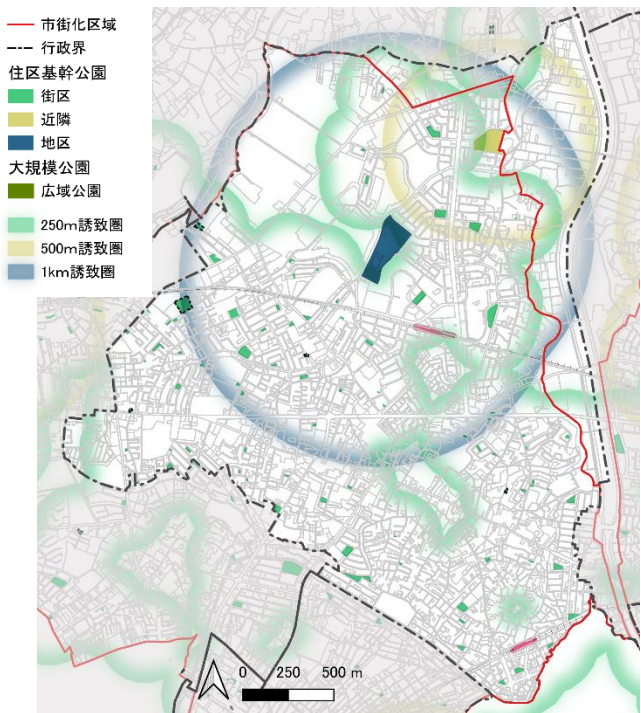 市街化区域
行政界
住区基幹公園
街区
近隣
地区
大規模公園
広域公園
250m誘致圏
500m誘致圏
1km誘致圏
0 250 500 m